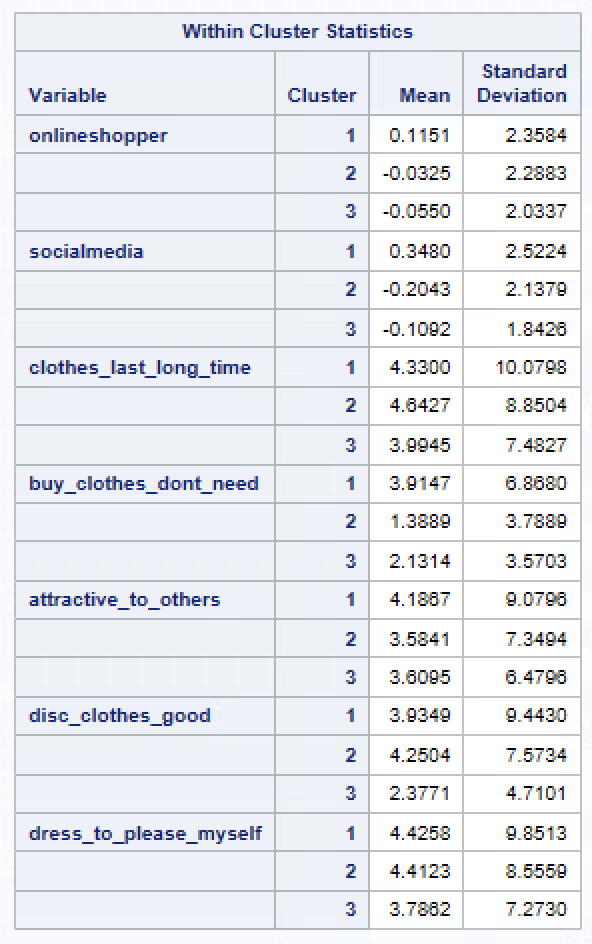 Within Cluster Statistics
Variable Cluster Mean Standard Deviation
onlineshopper 1 0.1151 2.3584
2 -0.0325 2.2883
3 -0.0550 2.0337
socialmedia 1 0.3480 2.5224
2 -0.2043 2.1379
3 -0.1092 1.8426
clothes_last_long_time 1 4.3300 10.0798
2 4.6427 8.8504
3 3.9945 7.4827
buy_clothes_dont_need 1 3.9147 6.8680
2 1.3889 3.7889
3 2.1314 3.5703
attractive_to_others 1 4.1867 9.0796
2 3.5841 7.3494
3 3.6095 6.4796
disc_clothes_good 1 3.9349 9.4430
2 4.2504 7.5734
3 2.3771 4.7101
dress_to_please_myself 1 4.4258 9.8513
2 4.4123 8.5559
3 3.7862 7.2730